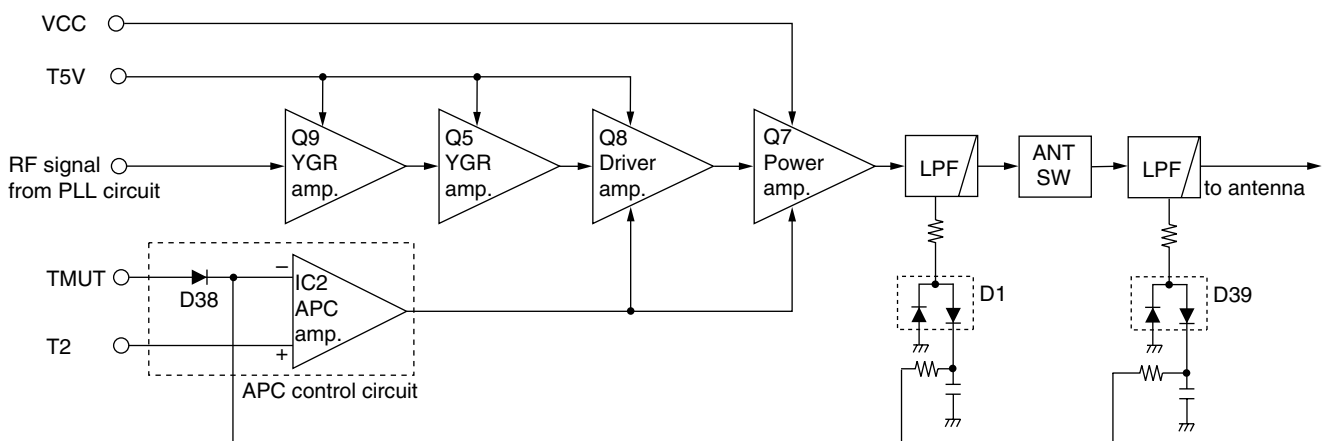 VCC
T5V
RF signal
from PLL circuit
Q9
YGR
amp.
Q5
YGR
amp.
Q8
Driver
amp.
Q7
Power
amp.
LPF
ANT
SW
LPF
to antenna
TMUT
D38
T2
−
+
IC2
APC
amp.
APC control circuit
D1
D39